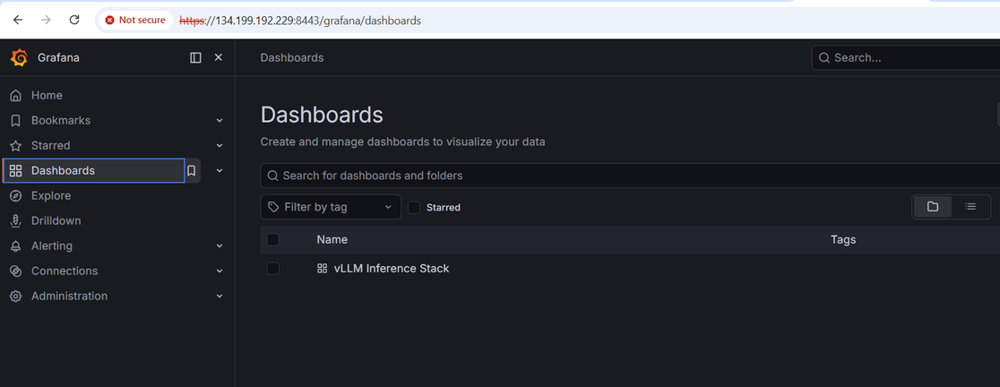 Not secure https://134.199.192.229:8443/grafana/dashboards
Grafana
Dashboards
Search...
Home
Bookmarks
Starred
Dashboards
Explore
Drilldown
Alerting
Connections
Administration
Dashboards
Create and manage dashboards to visualize your data
Search for dashboards and folders
Filter by tag
Starred
Name Tags
vLLM Inference Stack